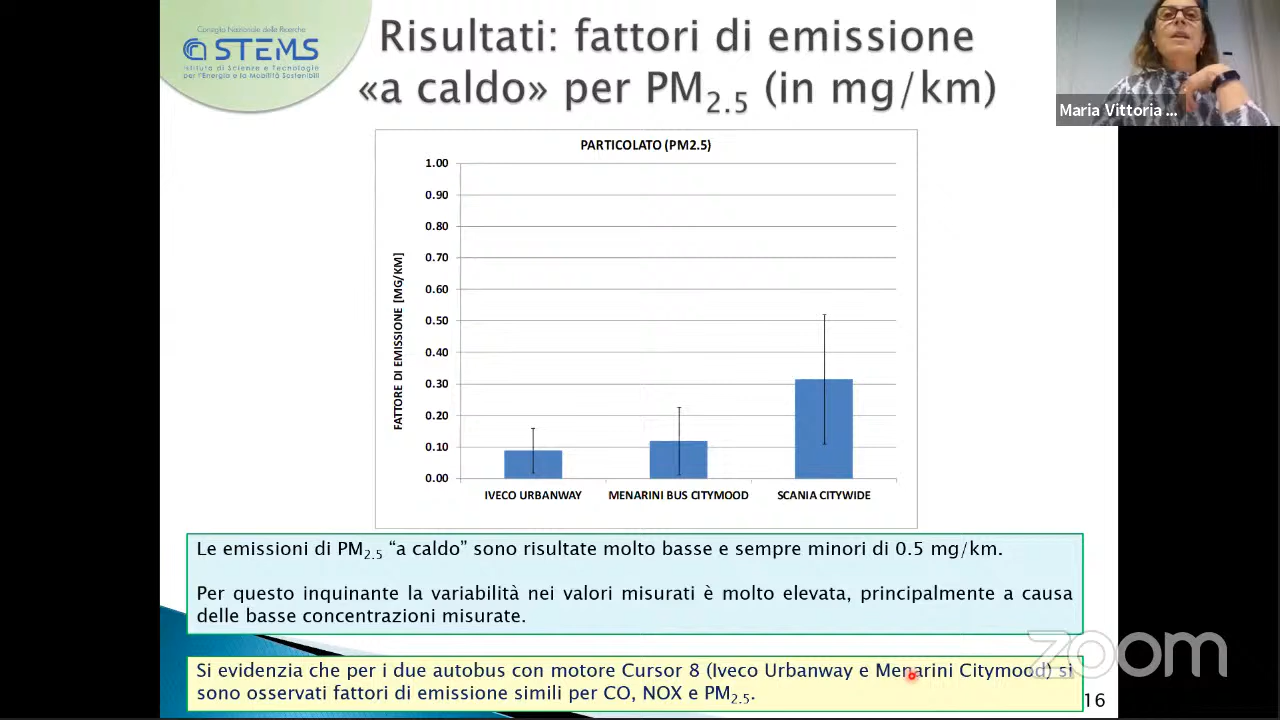 Consiglio Nazionale delle Ricerche
STEMS
Istituto di Scienze e Tecnologie
per l'Energia e la Mobilità Sostenibili
Risultati: fattori di emissione
«a caldo» per PM2.5 (in mg/km)
Maria Vittoria ...
PARTICOLATO (PM2.5)
FATTORE DI EMISSIONE [MG/KM]
1.00
0.90
0.80
0.70
0.60
0.50
0.40
0.30
0.20
0.10
0.00
IVECO URBANWAY MENARINI BUS CITYMOOD SCANIA CITYWIDE
Le emissioni di PM2.5 “a caldo” sono risultate molto basse e sempre minori di 0.5 mg/km.
Per questo inquinante la variabilità nei valori misurati è molto elevata, principalmente a causa
delle basse concentrazioni misurate.
Si evidenzia che per i due autobus con motore Cursor 8 (Iveco Urbanway e Menarini Citymood) si
sono osservati fattori di emissione simili per CO, NOX e PM2.5.
16
zoom